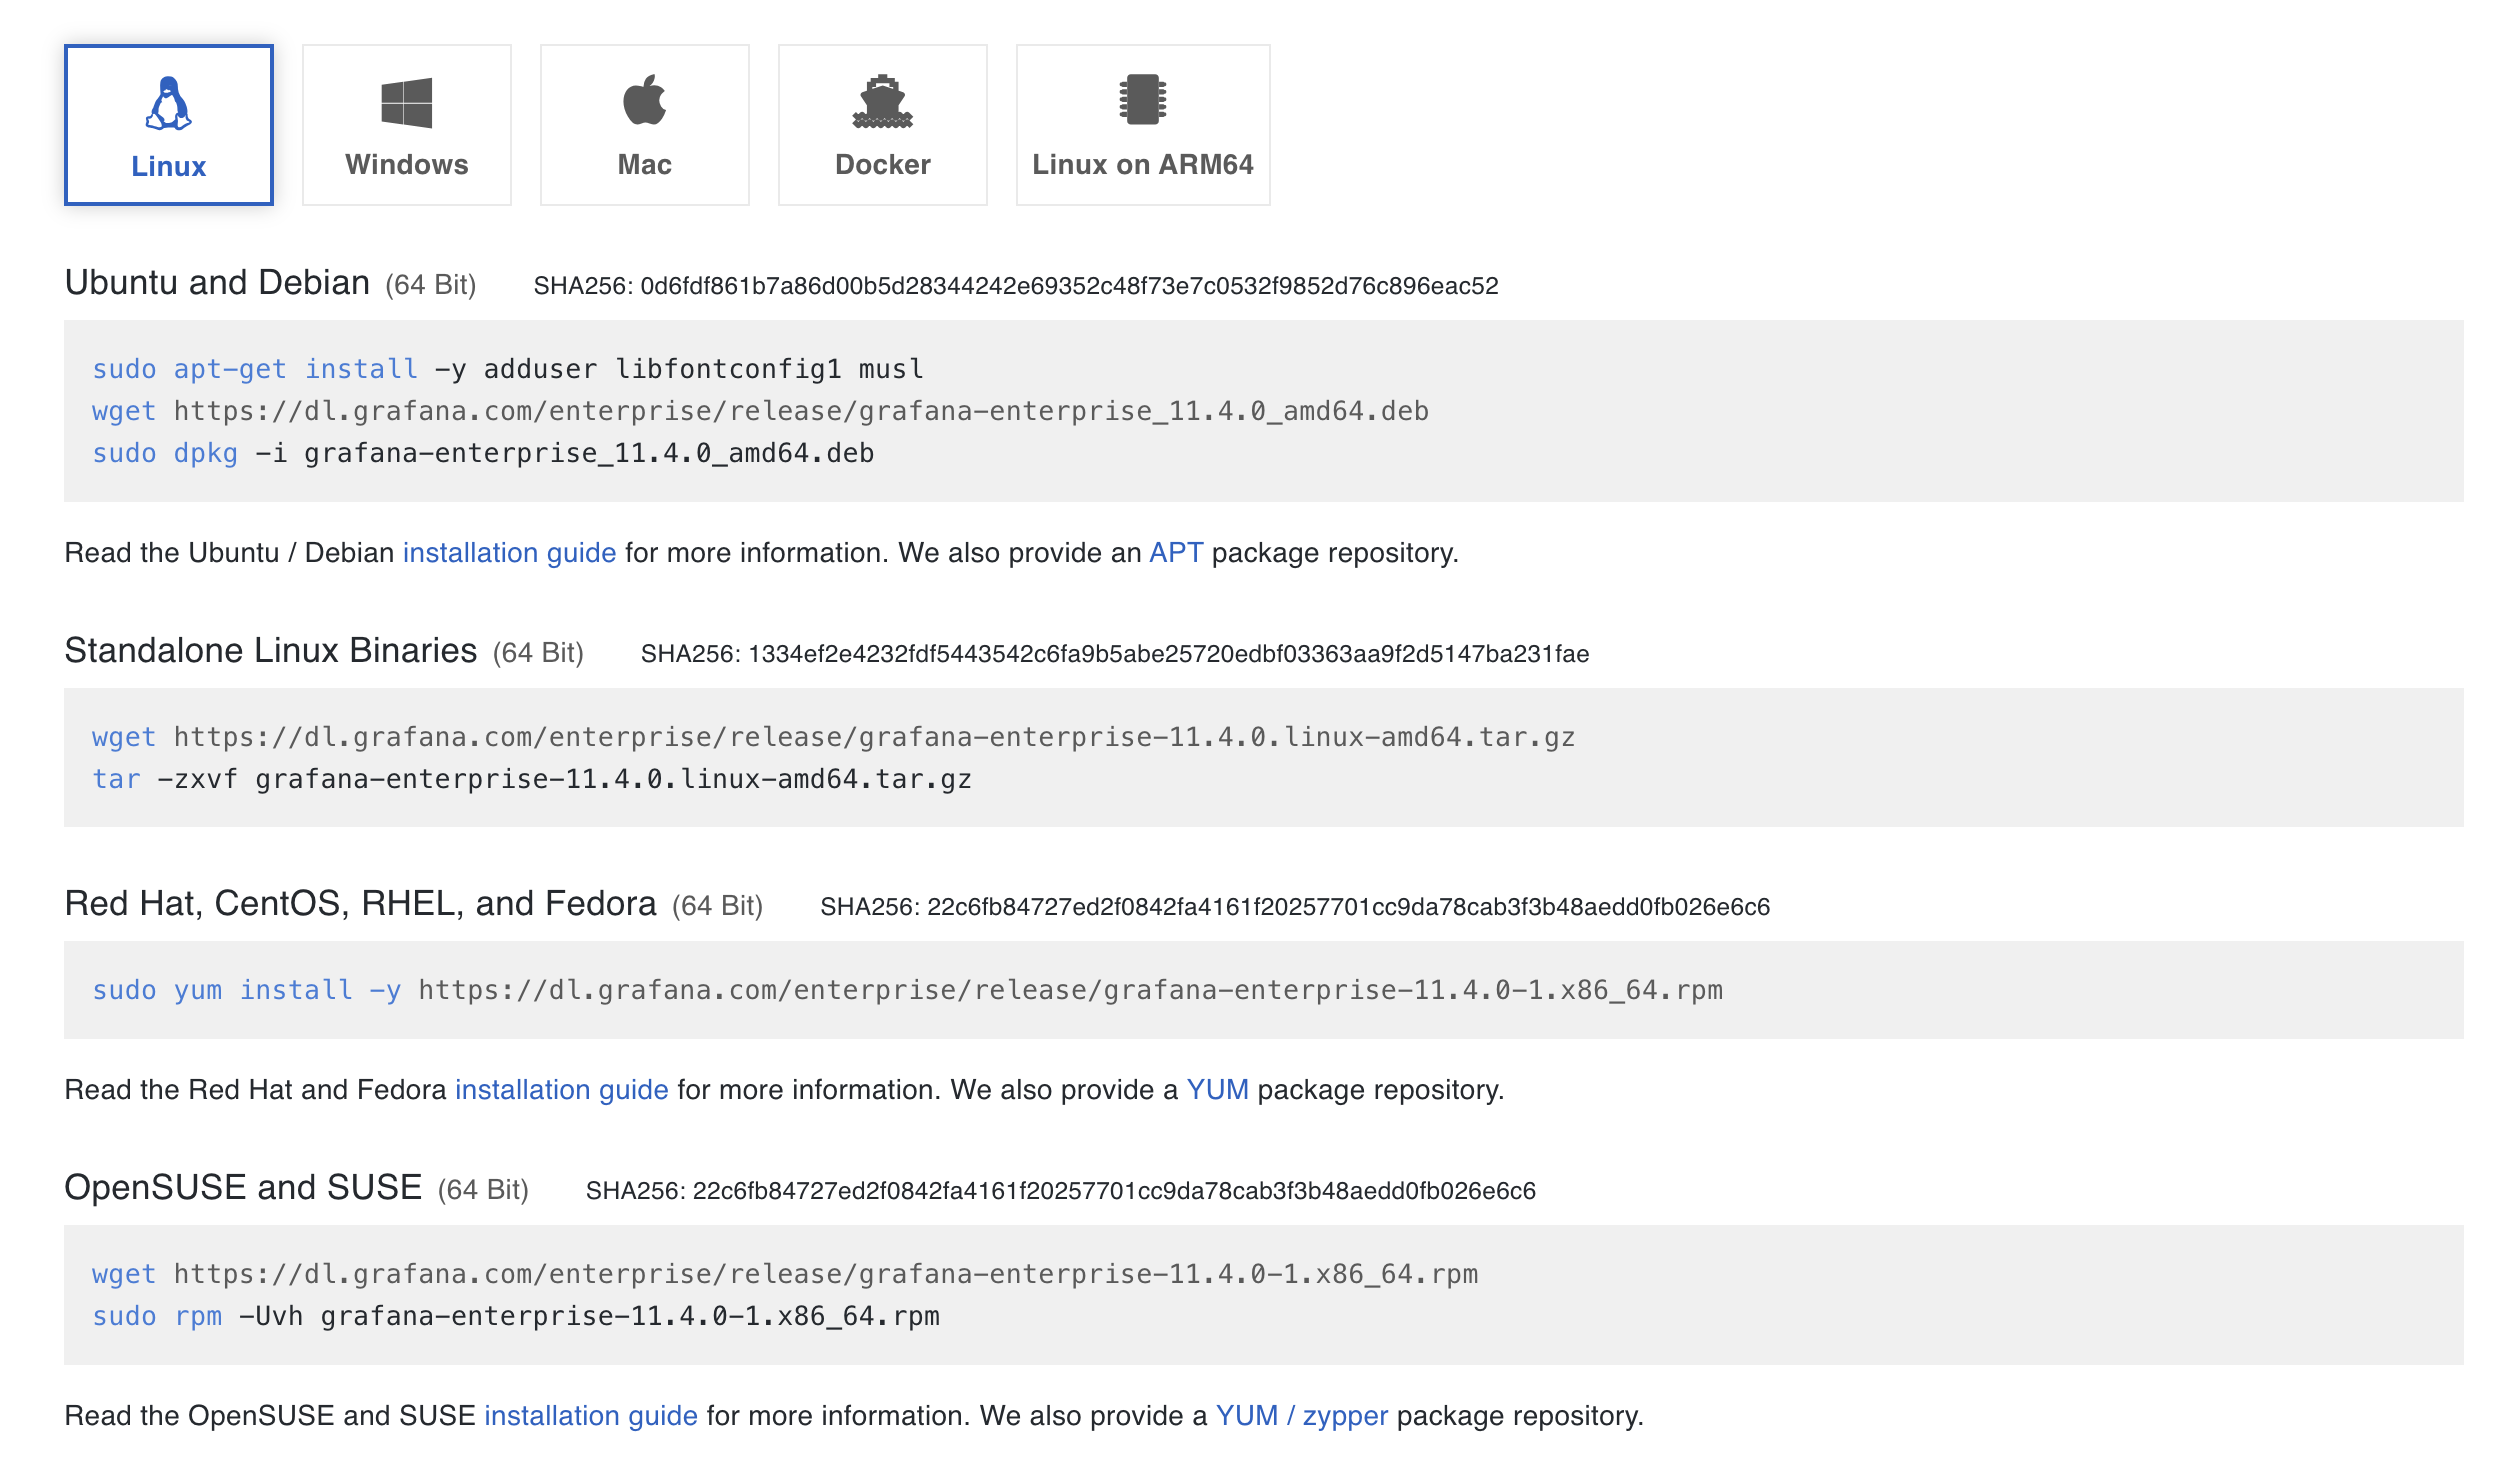 Linux
Windows
Mac
Docker
Linux on ARM64
Ubuntu and Debian (64 Bit) SHA256: 0d6fdf861b7a86d00b5d28344242e69352c48f73e7c0532f9852d76c896eac52
sudo apt-get install -y adduser libfontconfig1 musl
wget https://dl.grafana.com/enterprise/release/grafana-enterprise_11.4.0_amd64.deb
sudo dpkg -i grafana-enterprise_11.4.0_amd64.deb
Read the Ubuntu / Debian installation guide for more information. We also provide an APT package repository.
Standalone Linux Binaries (64 Bit) SHA256: 1334ef2e4232fdf5443542c6fa9b5abe25720edbf03363aa9f2d5147ba231fae
wget https://dl.grafana.com/enterprise/release/grafana-enterprise-11.4.0.linux-amd64.tar.gz
tar -zxvf grafana-enterprise-11.4.0.linux-amd64.tar.gz
Red Hat, CentOS, RHEL, and Fedora (64 Bit) SHA256: 22c6fb84727ed2f0842fa4161f20257701cc9da78cab3f3b48aedd0fb026e6c6
sudo yum install -y https://dl.grafana.com/enterprise/release/grafana-enterprise-11.4.0-1.x86_64.rpm
Read the Red Hat and Fedora installation guide for more information. We also provide a YUM package repository.
OpenSUSE and SUSE (64 Bit) SHA256: 22c6fb84727ed2f0842fa4161f20257701cc9da78cab3f3b48aedd0fb026e6c6
wget https://dl.grafana.com/enterprise/release/grafana-enterprise-11.4.0-1.x86_64.rpm
sudo rpm -Uvh grafana-enterprise-11.4.0-1.x86_64.rpm
Read the OpenSUSE and SUSE installation guide for more information. We also provide a YUM / zypper package repository.